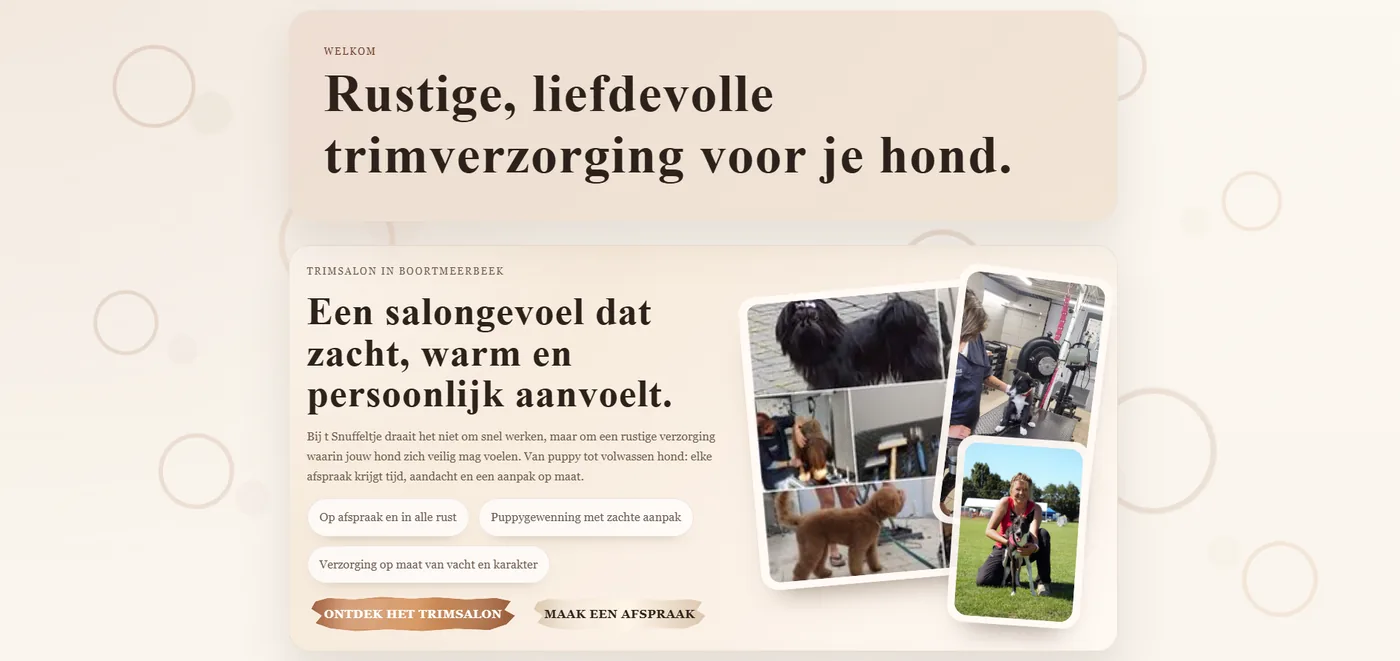 WELKOM
Rustige, liefdevolle
trimverzorging voor je hond.
TRIMSALON IN BOORTMEERBEEK
Een salongevoel dat
zacht, warm en
persoonlijk aanvoelt.
Bij t Snuffeltje draait het niet om snel werken, maar om een rustige verzorging
waarin jouw hond zich veilig mag voelen. Van puppy tot volwassen hond: elke
afspraak krijgt tijd, aandacht en een aanpak op maat.
Op afspraak en in alle rust
Puppygewenning met zachte aanpak
Verzorging op maat van vacht en karakter
ONTDEK HET TRIMSALON
MAAK EEN AFSPRAAK